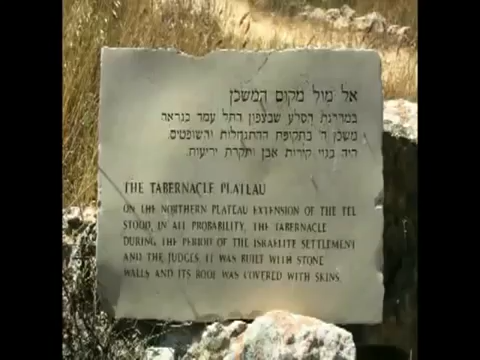 אל מול מקום המשכן
במדרגת הסלע שבצפון התל עמד כנראה
משכן ה' בתקופת ההתנחלות והשופטים.
היה בנוי קירות אבן ותקרת יריעות.
THE TABERNACLE PLATEAU
ON THE NORTHERN PLATEAU EXTENSION OF THE TEL
STOOD, IN ALL PROBABILITY, THE TABERNACLE
DURING THE PERIOD OF THE ISRAELITE SETTLEMENT
AND THE JUDGES. IT WAS BUILT WITH STONE
WALLS AND ITS ROOF WAS COVERED WITH SKINS.